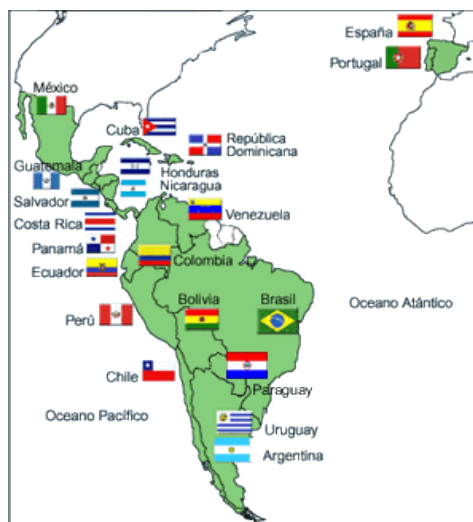 España
Portugal
México
Cuba
República
Dominicana
Guatemala
Honduras
Nicaragua
Salvador
Costa Rica
Venezuela
Panamá
Colombia
Ecuador
Bolivia
Brasil
Oceano Atántico
Perú
Chile
Paraguay
Oceano Pacífico
Uruguay
Argentina